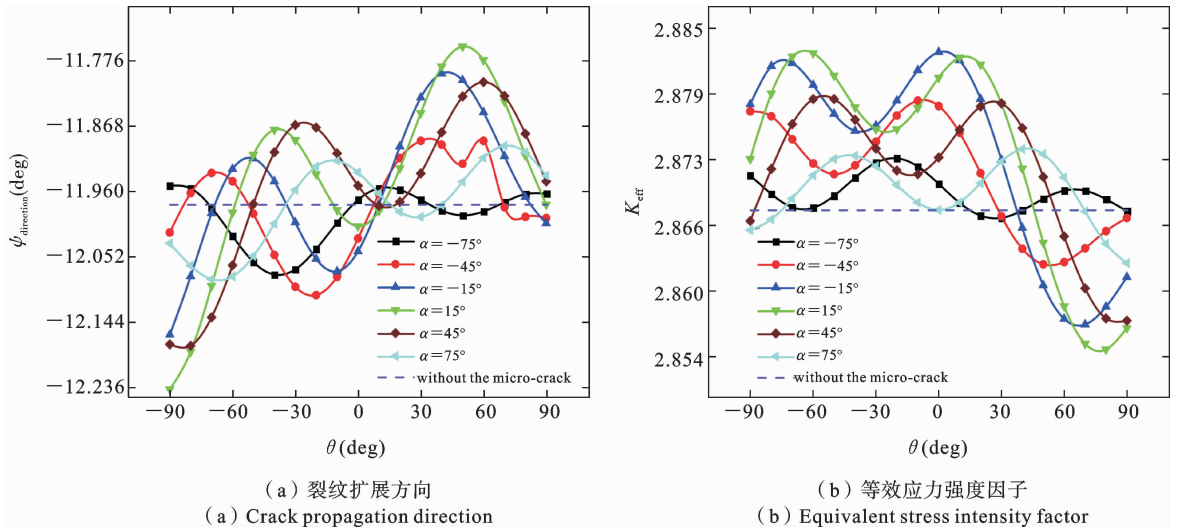 ψdirection(deg)
−11.776
−11.868
−11.960
−12.052
−12.144
−12.236
α=−75°
α=−45°
α=−15°
α=15°
α=45°
α=75°
without the micro-crack
−90 −60 −30 0 30 60 90
θ(deg)
(a)裂纹扩展方向
(a) Crack propagation direction
Keff
2.885
2.879
2.873
2.866
2.860
2.854
α=−75°
α=−45°
α=−15°
α=15°
α=45°
α=75°
without the micro-crack
−90 −60 −30 0 30 60 90
θ(deg)
(b)等效应力强度因子
(b) Equivalent stress intensity factor